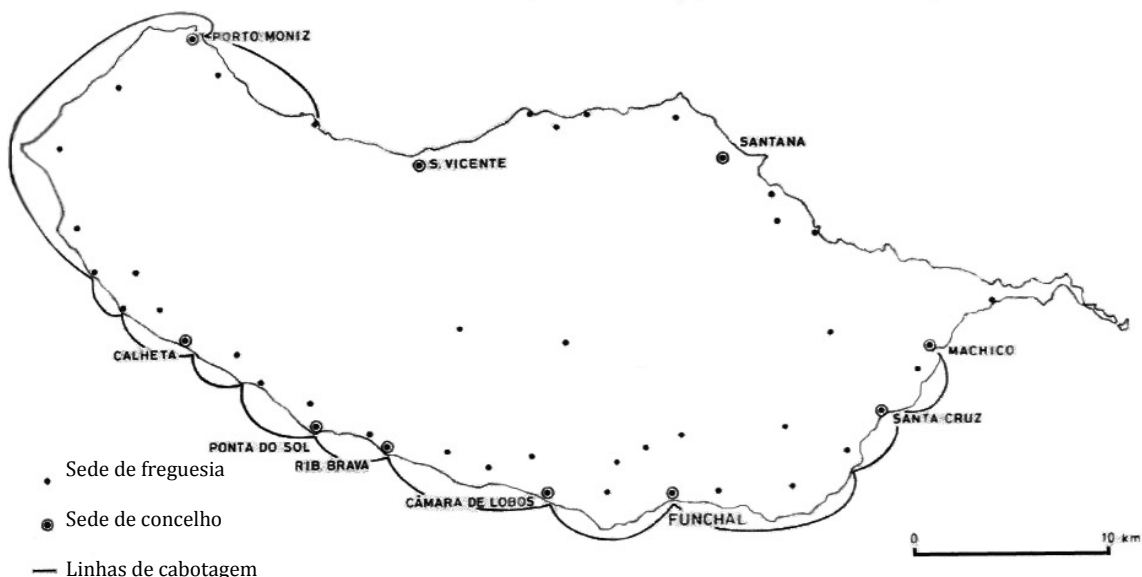 PORTO MONIZ
S. VICENTE
SANTANA
CALHETA
MACHICO
SANTA CRUZ
PONTA DO SOL
RIB. BRAVA
CÂMARA DE LOBOS
FUNCHAL
Sede de freguesia
Sede de concelho
Linhas de cabotagem
0 10 km